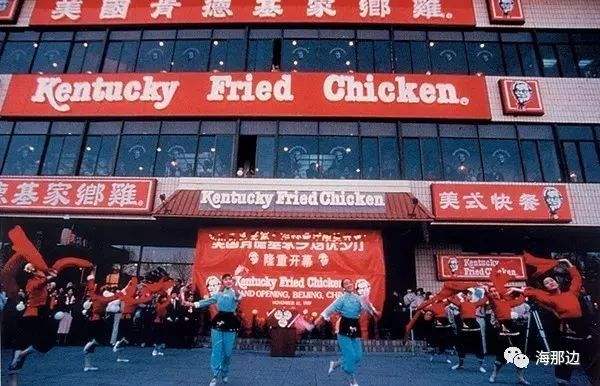 美國肯德基家鄉雞
Kentucky Fried Chicken®
德基家鄉雞
Kentucky Fried Chicken
美式快餐
隆重开幕
Kentucky Fried Chicken
AND OPENING, BEIJING, CHIN
Kentucky Fried Chicken
海那边